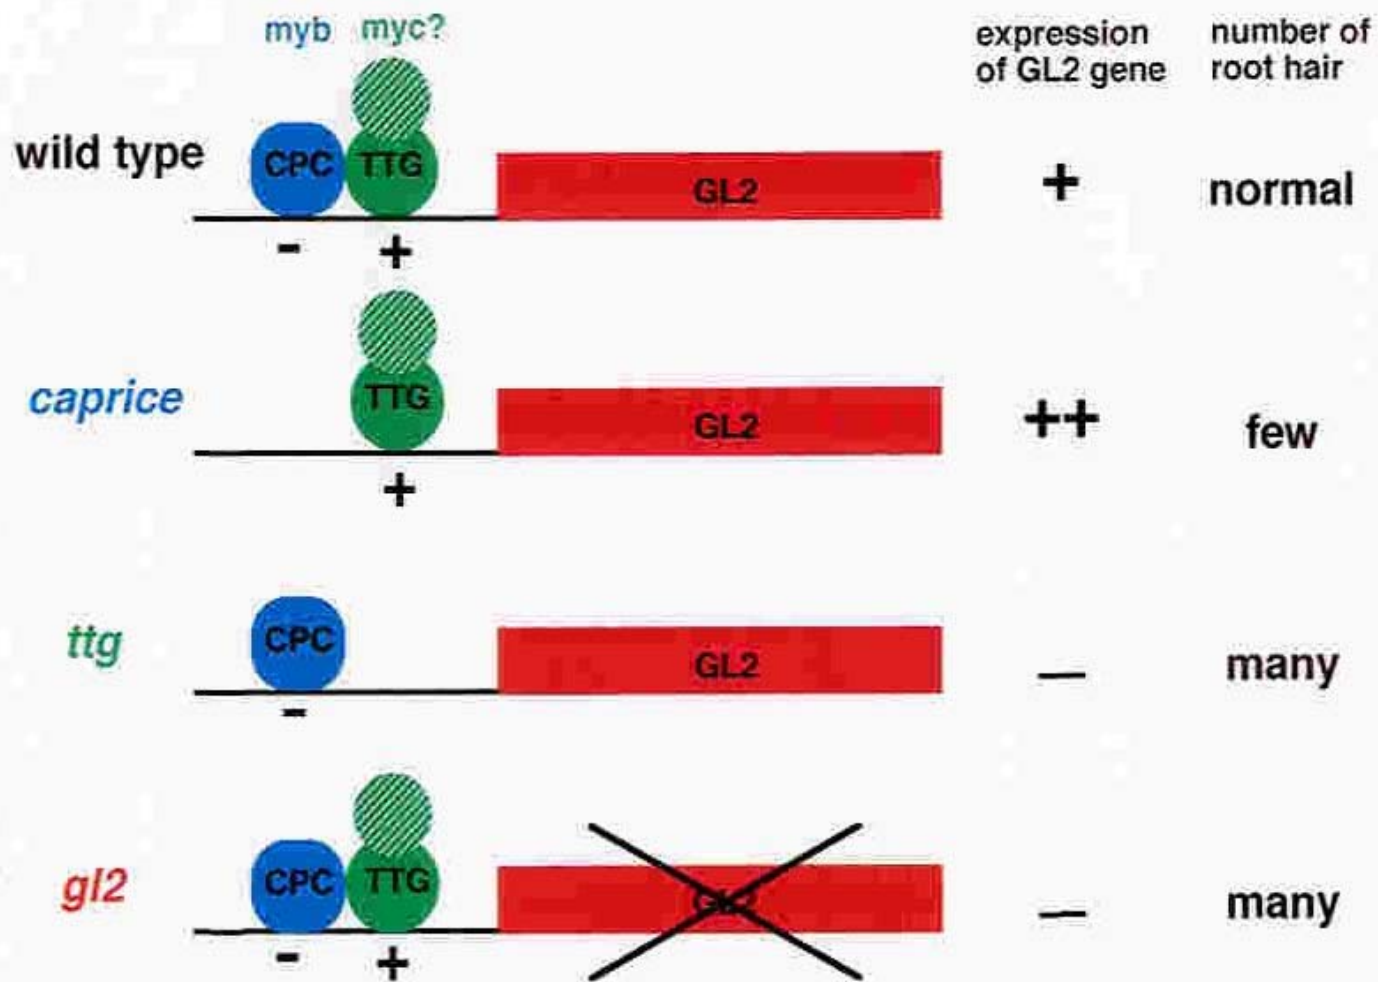 myb myc?
expression of GL2 gene
number of root hair
wild type CPC TTG GL2 + normal
- +
caprice TTG GL2 ++ few
+
ttg CPC GL2 — many
-
gl2 CPC TTG — many
- +